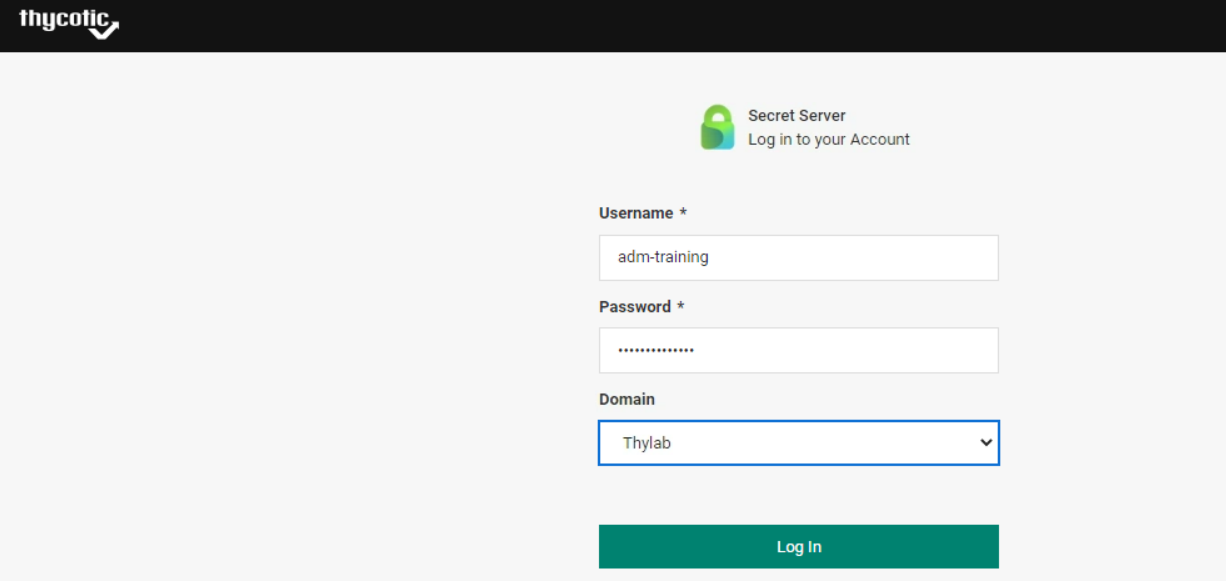 thycotic
Secret Server
Log in to your Account
Username *
adm-training
Password *
••••••••••••••
Domain
Thylab
Log In